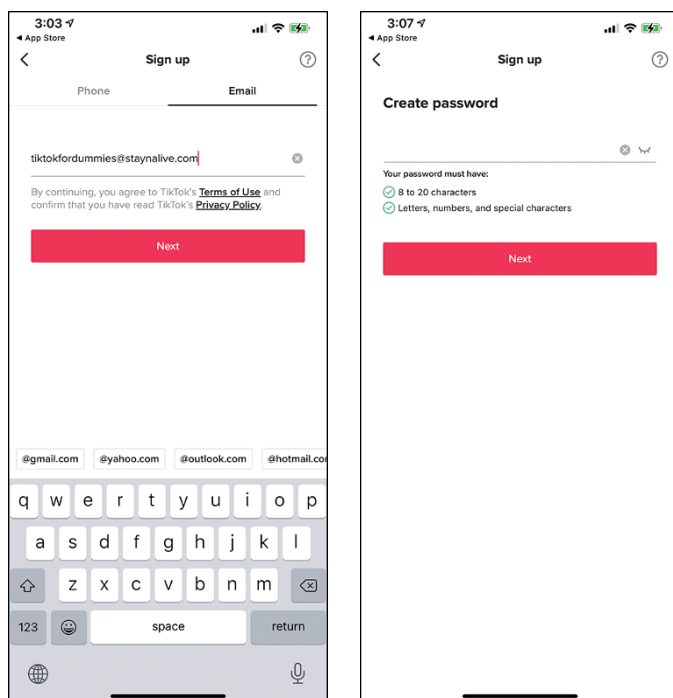 3:03
◀ App Store
Sign up
Phone
Email
tiktokfordummies@staynalive.com
By continuing, you agree to TikTok's Terms of Use and
confirm that you have read TikTok's Privacy Policy.
Next
@gmail.com @yahoo.com @outlook.com @hotmail.co
q w e r t y u i o p
a s d f g h j k l
z x c v b n m
123 space return
3:07
◀ App Store
Sign up
Create password
Your password must have:
8 to 20 characters
Letters, numbers, and special characters
Next